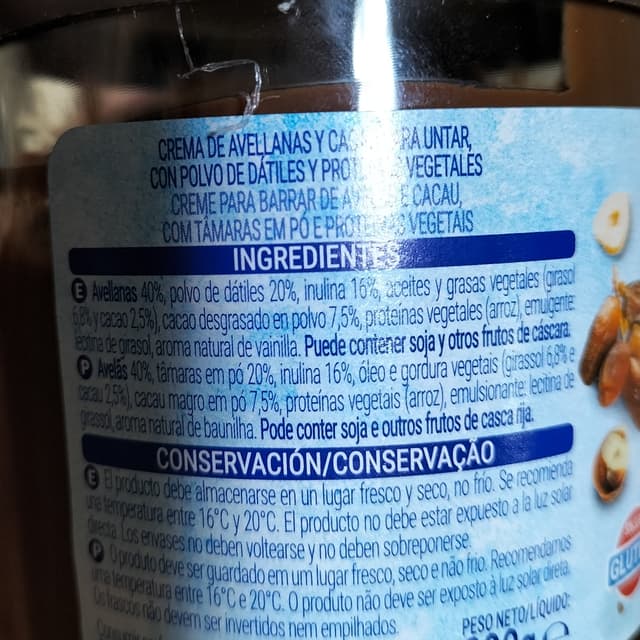 CREMA DE AVELLANAS Y CA RA UNTAR,
CON POLVO DE DÁTILES Y PROT VEGETALES
CREME PARA BARRAR DE A E CACAU,
COM TÂMARAS EM PÓ E PROTE S VEGETAIS
INGREDIENTES
E Avellanas 40%, polvo de dátiles 20%, inulina 16%, aceites y grasas vegetales (girasol
6,8% y cacao 2,5%), cacao desgrasado en polvo 7,5%, proteínas vegetales (arroz), emulgente:
lecitina de girasol, aroma natural de vainilla. Puede contener soja y otros frutos de cáscara.
P Avelãs 40%, tâmaras em pó 20%, inulina 16%, óleo e gordura vegetais (girassol 6,8% e
cacau 2,5%), cacau magro em pó 7,5%, proteínas vegetais (arroz), emulsionante: lecitina de
girassol, aroma natural de baunilha. Pode conter soja e outros frutos de casca rija.
CONSERVACIÓN/CONSERVAÇÃO
E El producto debe almacenarse en un lugar fresco y seco, no frío. Se recomienda
una temperatura entre 16°C y 20°C. El producto no debe estar expuesto a la luz solar
directa. Los envases no deben voltearse y no deben sobreponerse.
P O produto deve ser guardado em um lugar fresco, seco e não frio. Recomendamos
uma temperatura entre 16°C e 20°C. O produto não deve ser exposto à luz solar direta.
Os frascos não devem ser invertidos nem empilhados.
PESO NETO/LÍQUIDO: